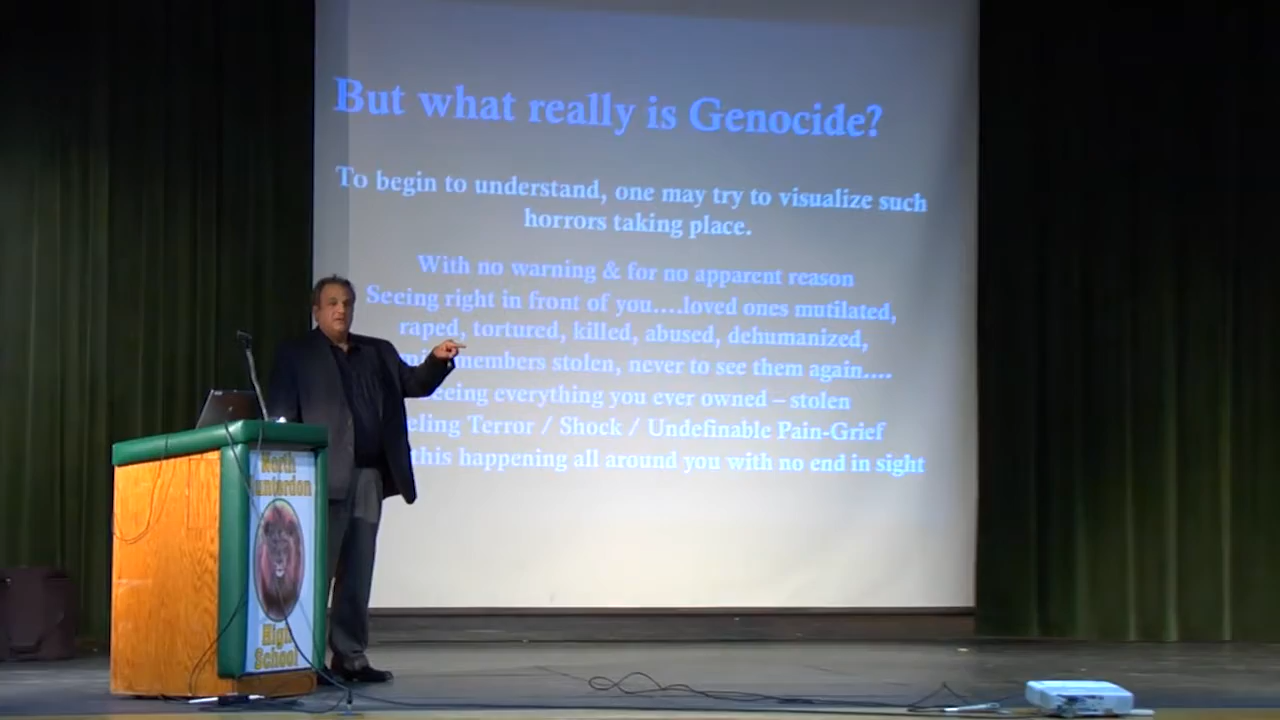 But what really is Genocide?
To begin to understand, one may try to visualize such
horrors taking place.
With no warning & for no apparent reason
Seeing right in front of you....loved ones mutilated,
raped, tortured, killed, abused, dehumanized,
members stolen, never to see them again....
everything you ever owned – stolen
Terror / Shock / Undefinable Pain-Grief
this happening all around you with no end in sight
North
Hunterdon
High
School